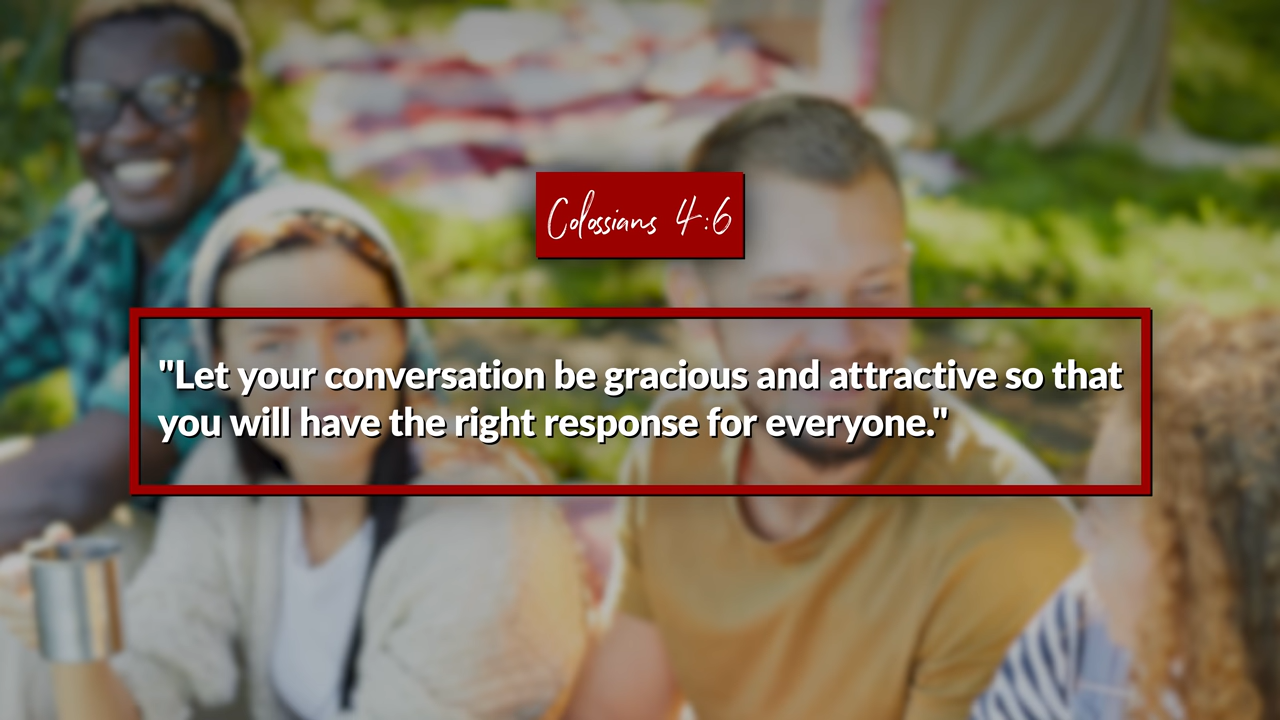 Colossians 4:6
"Let your conversation be gracious and attractive so that
you will have the right response for everyone."